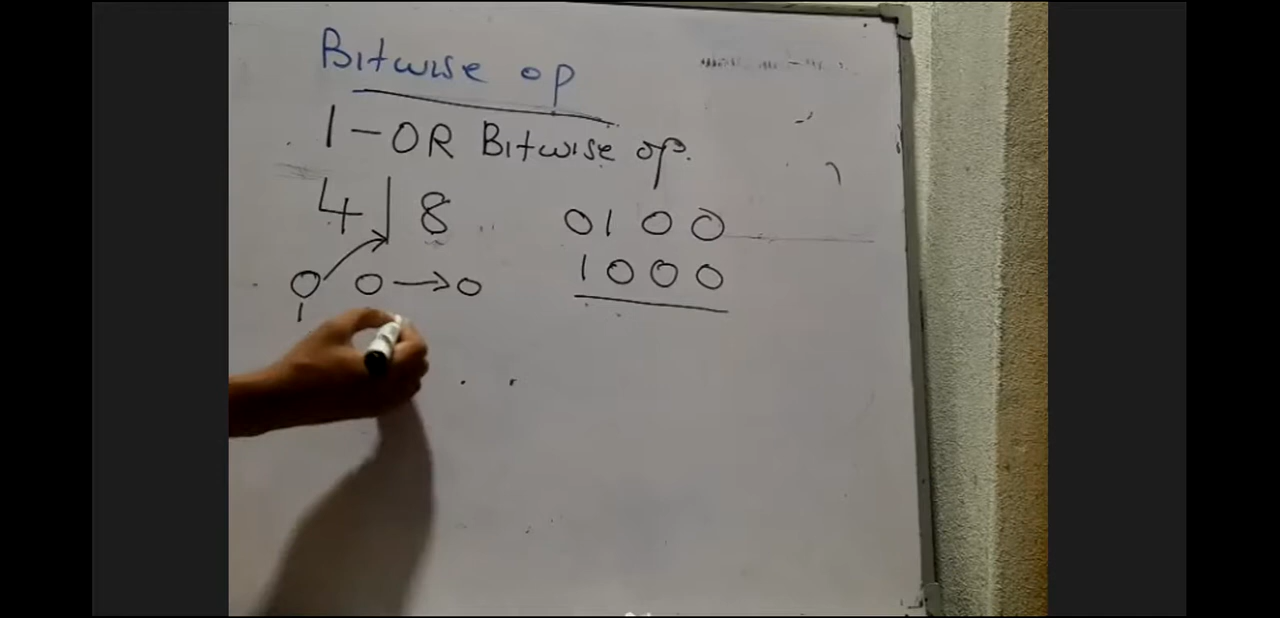 Bitwise op
1-OR Bitwise op.
4 | 8
0100
1000
0 0 → 0
1